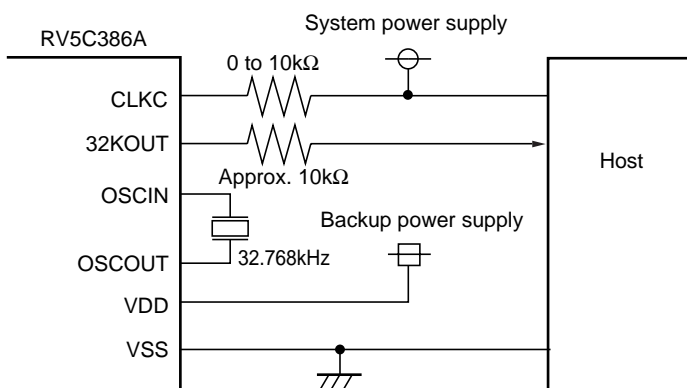 System power supply
RV5C386A
0 to 10kΩ
CLKC
32KOUT
Host
Approx. 10kΩ
OSCIN
Backup power supply
32.768kHz
OSCOUT
VDD
VSS